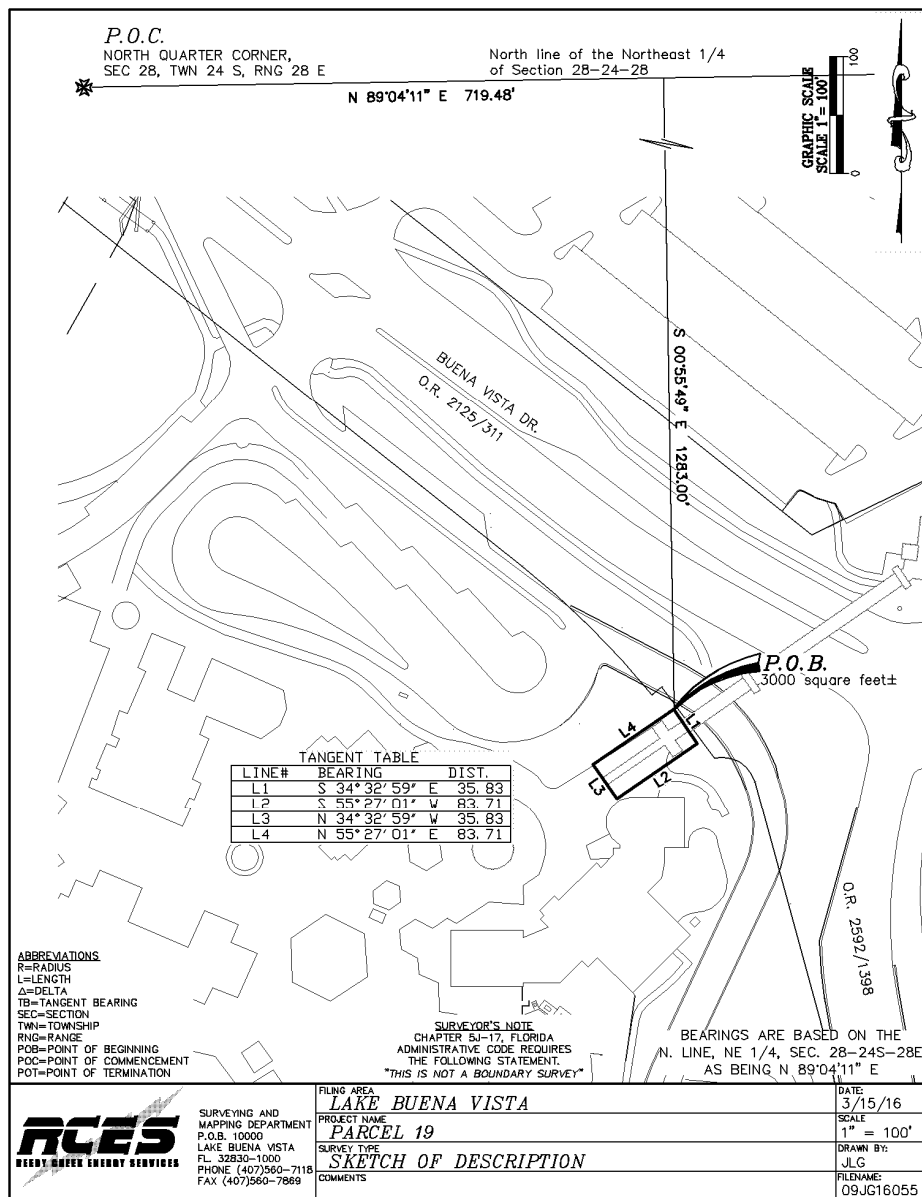 P.O.C.
NORTH QUARTER CORNER,
SEC 28, TWN 24 S, RNG 28 E
North line of the Northeast 1/4
of Section 28-24-28
N 89°04'11" E 719.48'
GRAPHIC SCALE
SCALE 1" = 100'
0
100
S 00°55'49" E 1283.00'
BUENA VISTA DR.
O.R. 2125/311
P.O.B.
3000 square feet±
L1
L2
L3
L4
TANGENT TABLE
LINE# BEARING DIST.
L1 S 34°32'59" E 35.83
L2 S 55°27'01" W 83.71
L3 N 34°32'59" W 35.83
L4 N 55°27'01" E 83.71
O.R. 2592/1398
ABBREVIATIONS
R=RADIUS
L=LENGTH
Δ=DELTA
TB=TANGENT BEARING
SEC=SECTION
TWN=TOWNSHIP
RNG=RANGE
POB=POINT OF BEGINNING
POC=POINT OF COMMENCEMENT
POT=POINT OF TERMINATION
SURVEYOR'S NOTE
CHAPTER 5J-17, FLORIDA
ADMINISTRATIVE CODE REQUIRES
THE FOLLOWING STATEMENT.
"THIS IS NOT A BOUNDARY SURVEY"
BEARINGS ARE BASED ON THE
N. LINE, NE 1/4, SEC. 28-24S-28E
AS BEING N 89°04'11" E
RCES
REEDY CREEK ENERGY SERVICES
SURVEYING AND
MAPPING DEPARTMENT
P.O.B. 10000
LAKE BUENA VISTA
FL. 32830-1000
PHONE (407)560-7118
FAX (407)560-7869
FILING AREA
LAKE BUENA VISTA
PROJECT NAME
PARCEL 19
SURVEY TYPE
SKETCH OF DESCRIPTION
COMMENTS
DATE:
3/15/16
SCALE
1" = 100'
DRAWN BY:
JLG
FILENAME:
09JG16055